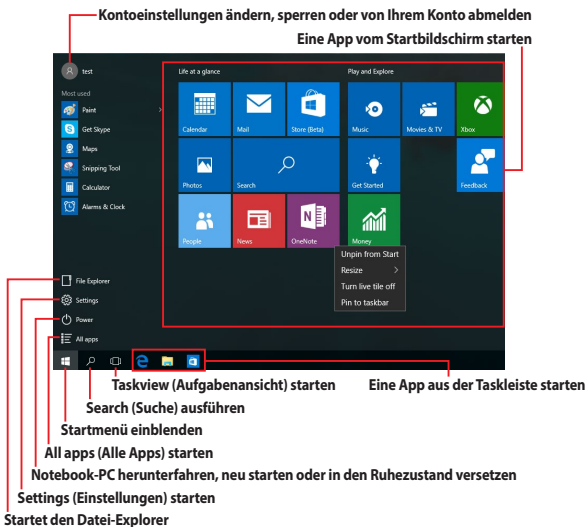 Kontoeinstellungen ändern, sperren oder von Ihrem Konto abmelden
Eine App vom Startbildschirm starten
test
Life at a glance
Play and Explore
Most used
Paint
Get Skype
Maps
Snipping Tool
Calculator
Alarms & Clock
Calendar
Mail
Store (Beta)
Music
Movies & TV
Xbox
Photos
Search
Get Started
Feedback
People
News
OneNote
Money
Unpin from Start
Resize
Turn live tile off
Pin to taskbar
File Explorer
Settings
Power
All apps
Taskview (Aufgabenansicht) starten
Eine App aus der Taskleiste starten
Search (Suche) ausführen
Startmenü einblenden
All apps (Alle Apps) starten
Notebook-PC herunterfahren, neu starten oder in den Ruhezustand versetzen
Settings (Einstellungen) starten
Startet den Datei-Explorer